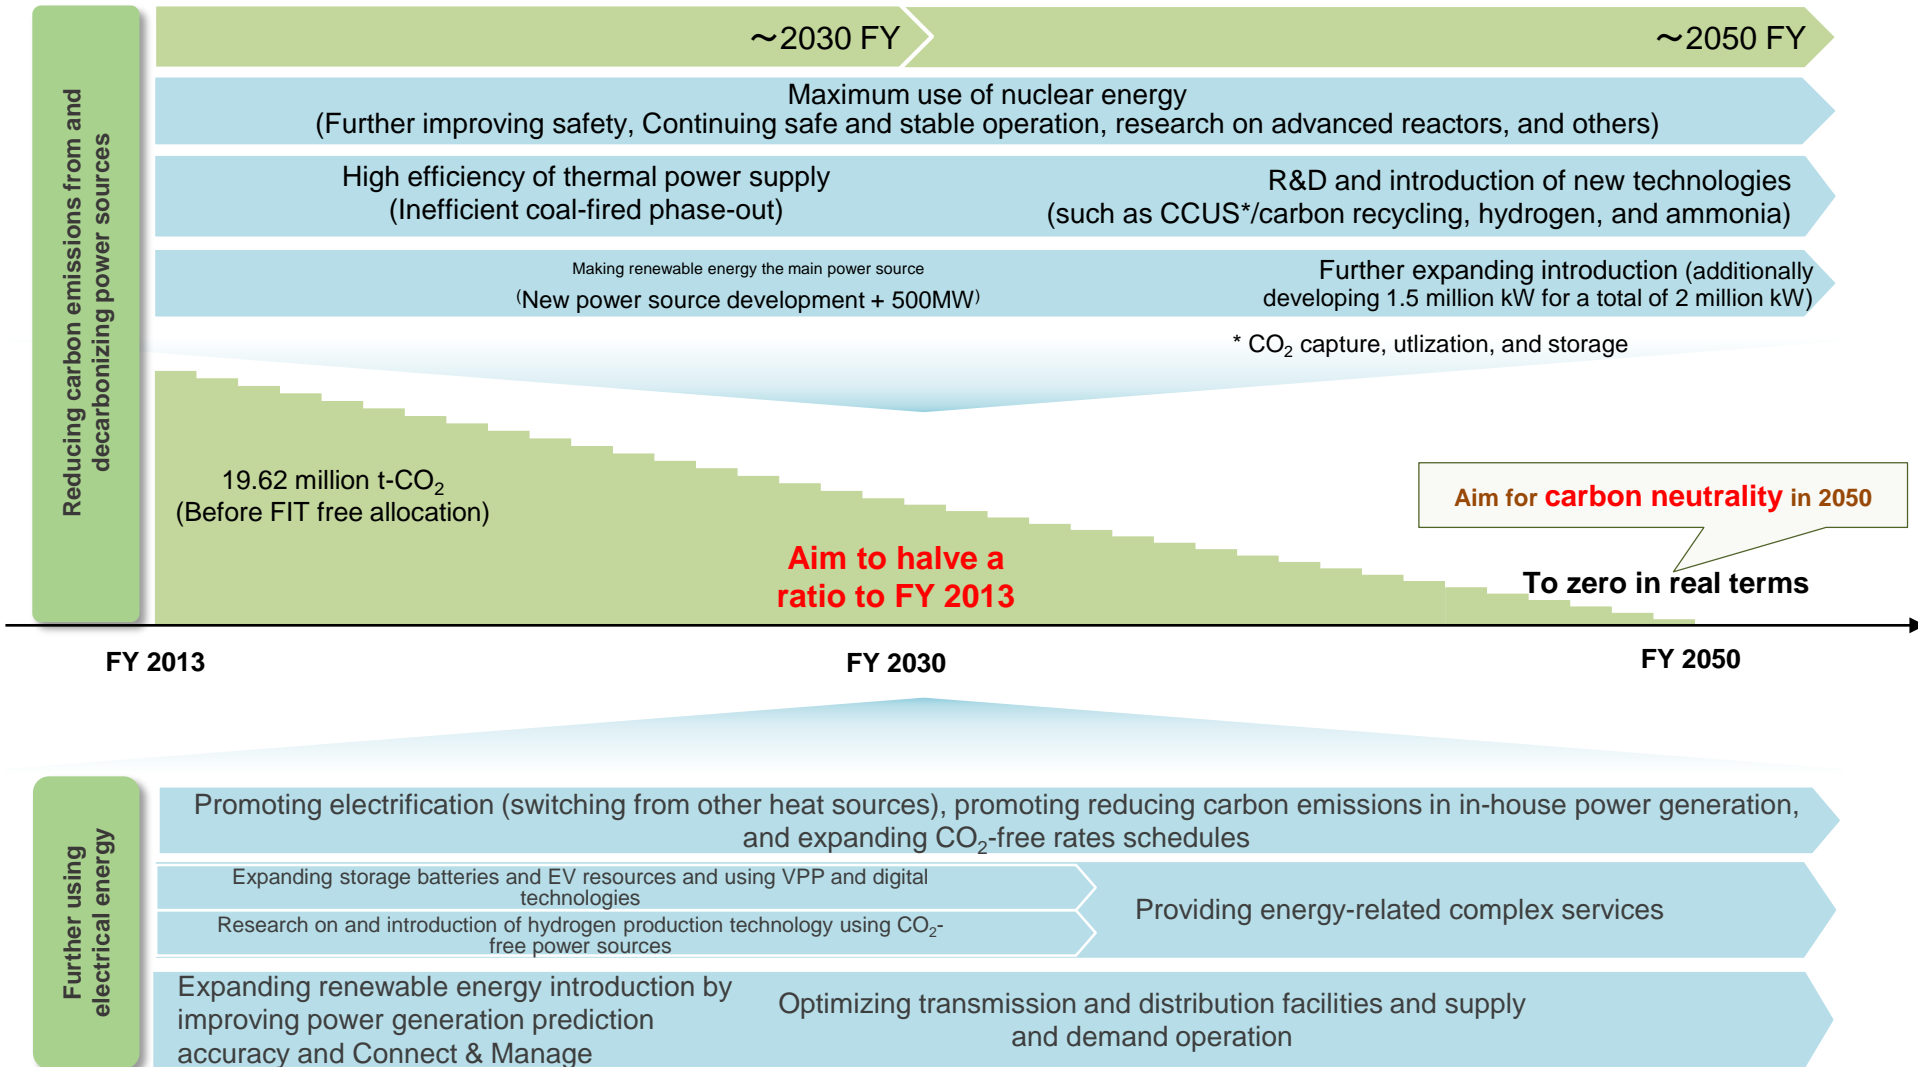 Reducing carbon emissions from and
decarbonizing power sources
～2030 FY
～2050 FY
Maximum use of nuclear energy
(Further improving safety, Continuing safe and stable operation, research on advanced reactors, and others)
High efficiency of thermal power supply
(Inefficient coal-fired phase-out)
R&D and introduction of new technologies
(such as CCUS*/carbon recycling, hydrogen, and ammonia)
Making renewable energy the main power source
(New power source development + 500MW)
Further expanding introduction (additionally
developing 1.5 million kW for a total of 2 million kW)
* CO₂ capture, utlization, and storage
19.62 million t-CO₂
(Before FIT free allocation)
Aim to halve a
ratio to FY 2013
Aim for carbon neutrality in 2050
To zero in real terms
FY 2013
FY 2030
FY 2050
Further using
electrical energy
Promoting electrification (switching from other heat sources), promoting reducing carbon emissions in in-house power generation,
and expanding CO₂-free rates schedules
Expanding storage batteries and EV resources and using VPP and digital
technologies
Research on and introduction of hydrogen production technology using CO₂-
free power sources
Providing energy-related complex services
Expanding renewable energy introduction by
improving power generation prediction
accuracy and Connect & Manage
Optimizing transmission and distribution facilities and supply
and demand operation